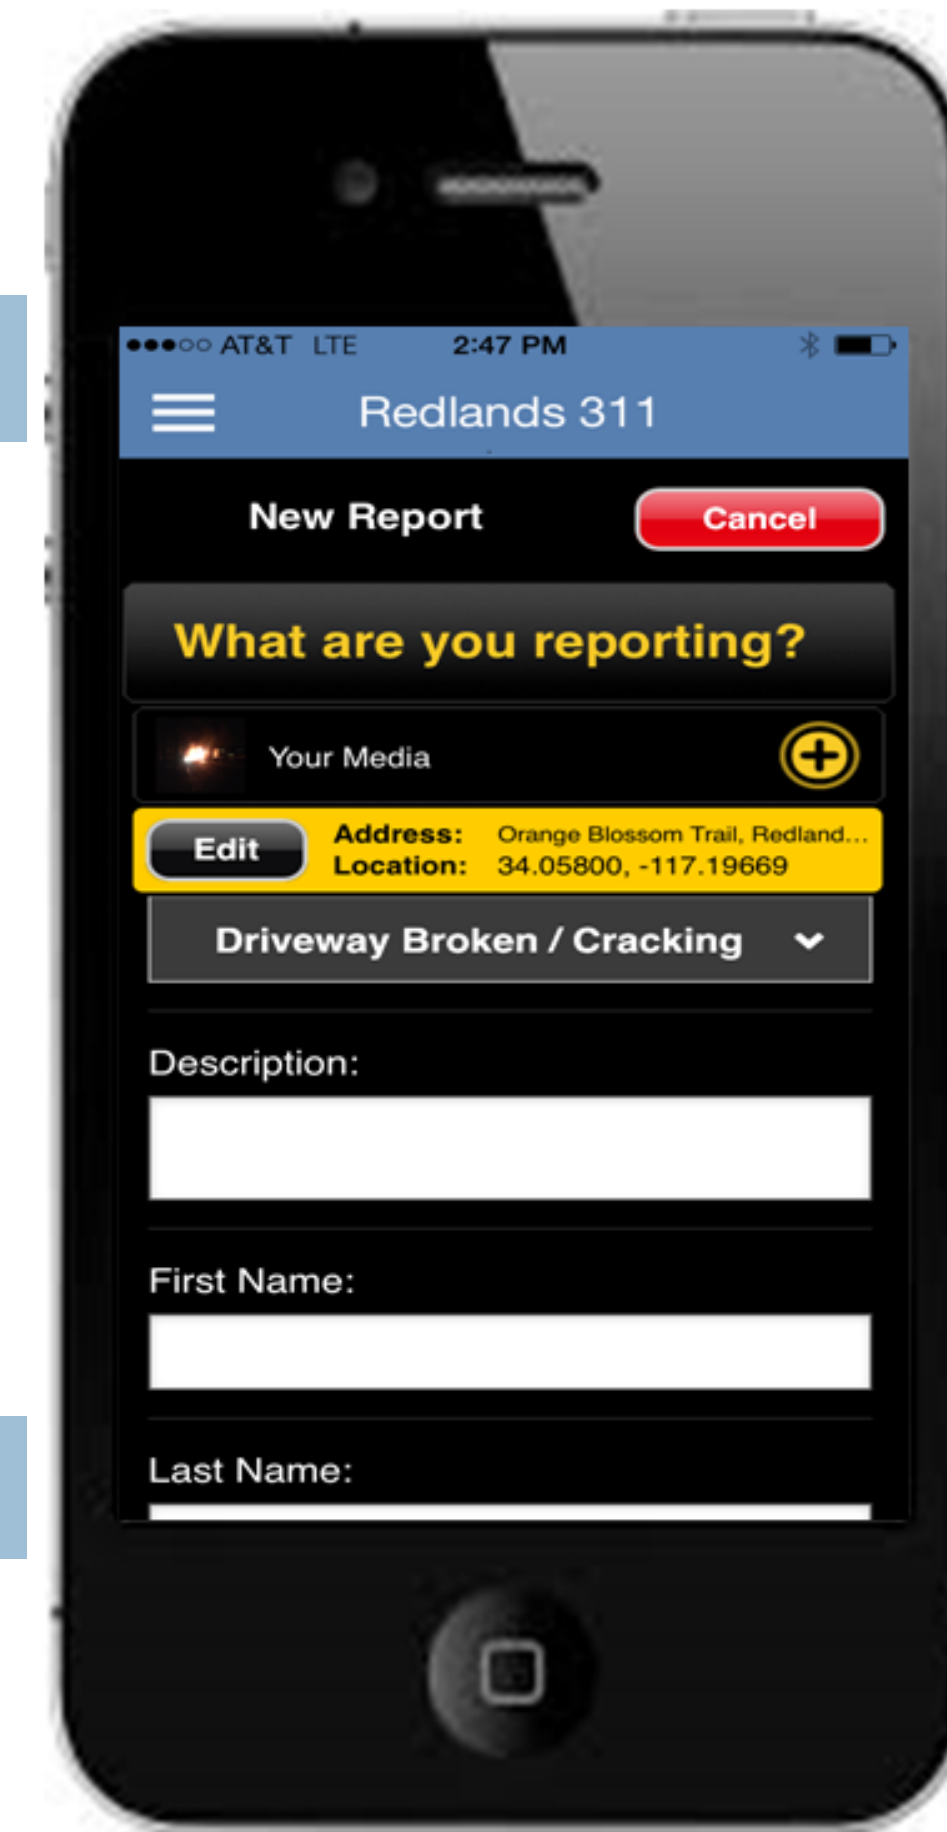 AT&T LTE 2:47 PM
Redlands 311
New Report Cancel
What are you reporting?
Your Media
Edit Address: Orange Blossom Trail, Redland...
Location: 34.05800, -117.19669
Driveway Broken / Cracking
Description:
First Name:
Last Name: